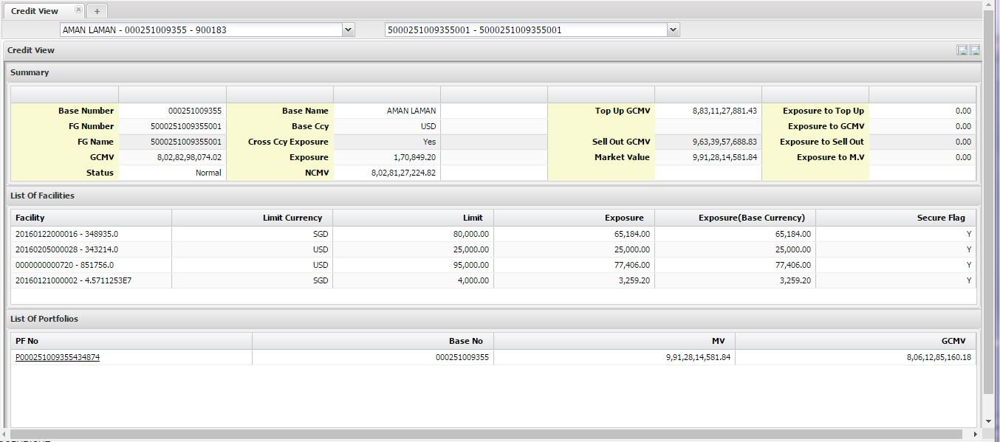 Credit View
+
AMAN LAMAN - 000251009355 - 900183 5000251009355001 - 5000251009355001
Credit View
Summary
Base Number 000251009355 Base Name AMAN LAMAN Top Up GCMV 8,83,11,27,881.43 Exposure to Top Up 0.00
FG Number 5000251009355001 Base Ccy USD Exposure to GCMV 0.00
FG Name 5000251009355001 Cross Ccy Exposure Yes Sell Out GCMV 9,63,39,57,688.83 Exposure to Sell Out 0.00
GCMV 8,02,82,98,074.02 Exposure 1,70,849.20 Market Value 9,91,28,14,581.84 Exposure to M.V 0.00
Status Normal NCMV 8,02,81,27,224.82
List Of Facilities
Facility Limit Currency Limit Exposure Exposure(Base Currency) Secure Flag
20160122000016 - 348935.0 SGD 80,000.00 65,184.00 65,184.00 Y
20160205000028 - 343214.0 USD 25,000.00 25,000.00 25,000.00 Y
0000000000720 - 851756.0 USD 95,000.00 77,406.00 77,406.00 Y
20160121000002 - 4.5711253E7 SGD 4,000.00 3,259.20 3,259.20 Y
List Of Portfolios
PF No Base No MV GCMV
P000251009355434874 000251009355 9,91,28,14,581.84 8,06,12,85,160.18